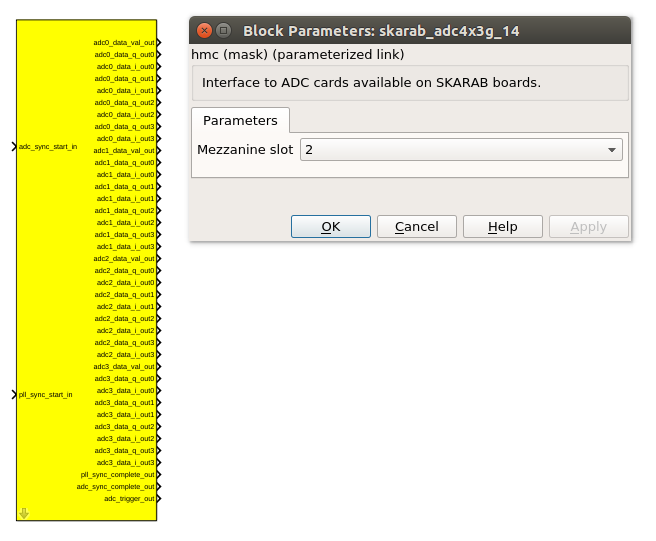 adc_sync_start_in
pll_sync_start_in
adc0_data_val_out
adc0_data_q_out0
adc0_data_i_out0
adc0_data_q_out1
adc0_data_i_out1
adc0_data_q_out2
adc0_data_i_out2
adc0_data_q_out3
adc0_data_i_out3
adc1_data_val_out
adc1_data_q_out0
adc1_data_i_out0
adc1_data_q_out1
adc1_data_i_out1
adc1_data_q_out2
adc1_data_i_out2
adc1_data_q_out3
adc1_data_i_out3
adc2_data_val_out
adc2_data_q_out0
adc2_data_i_out0
adc2_data_q_out1
adc2_data_i_out1
adc2_data_q_out2
adc2_data_i_out2
adc2_data_q_out3
adc2_data_i_out3
adc3_data_val_out
adc3_data_q_out0
adc3_data_i_out0
adc3_data_q_out1
adc3_data_i_out1
adc3_data_q_out2
adc3_data_i_out2
adc3_data_q_out3
adc3_data_i_out3
pll_sync_complete_out
adc_sync_complete_out
adc_trigger_out
Block Parameters: skarab_adc4x3g_14
hmc (mask) (parameterized link)
Interface to ADC cards available on SKARAB boards.
Parameters
Mezzanine slot 2
OK Cancel Help Apply